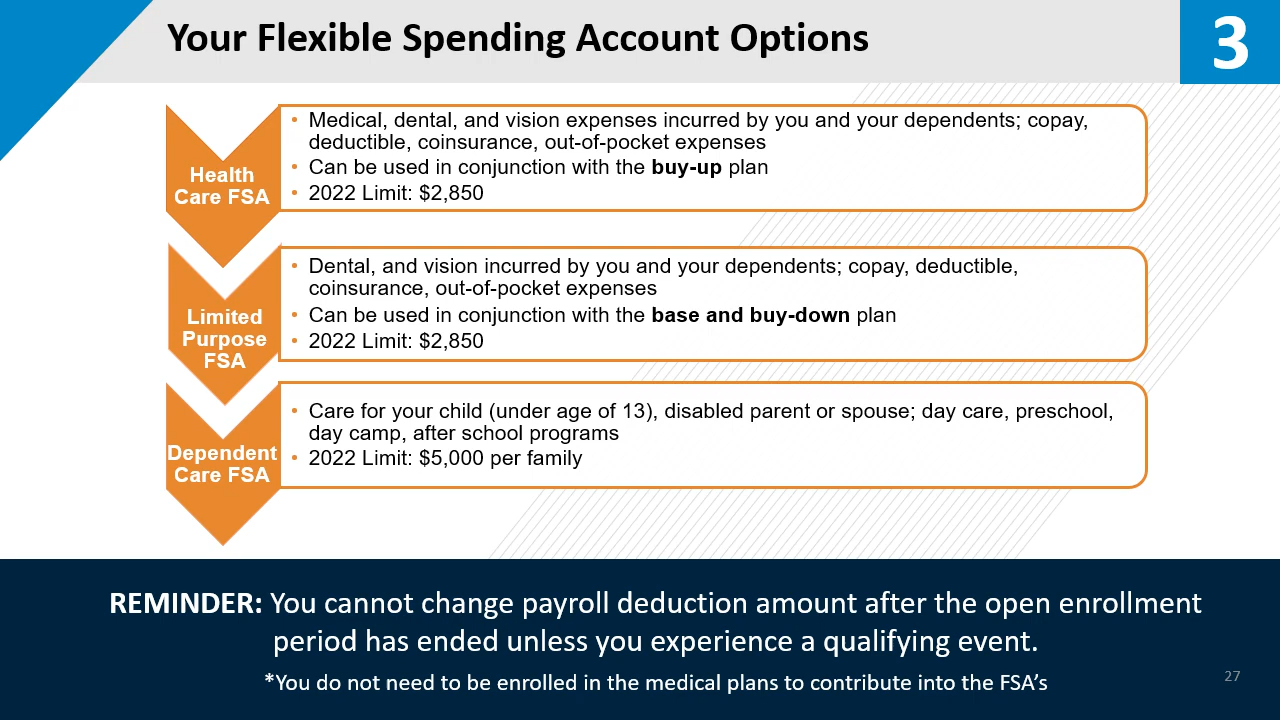 Your Flexible Spending Account Options
3
Health
Care FSA
• Medical, dental, and vision expenses incurred by you and your dependents; copay,
deductible, coinsurance, out-of-pocket expenses
• Can be used in conjunction with the buy-up plan
• 2022 Limit: $2,850
Limited
Purpose
FSA
• Dental, and vision incurred by you and your dependents; copay, deductible,
coinsurance, out-of-pocket expenses
• Can be used in conjunction with the base and buy-down plan
• 2022 Limit: $2,850
Dependent
Care FSA
• Care for your child (under age of 13), disabled parent or spouse; day care, preschool,
day camp, after school programs
• 2022 Limit: $5,000 per family
REMINDER: You cannot change payroll deduction amount after the open enrollment
period has ended unless you experience a qualifying event.
*You do not need to be enrolled in the medical plans to contribute into the FSA’s
27